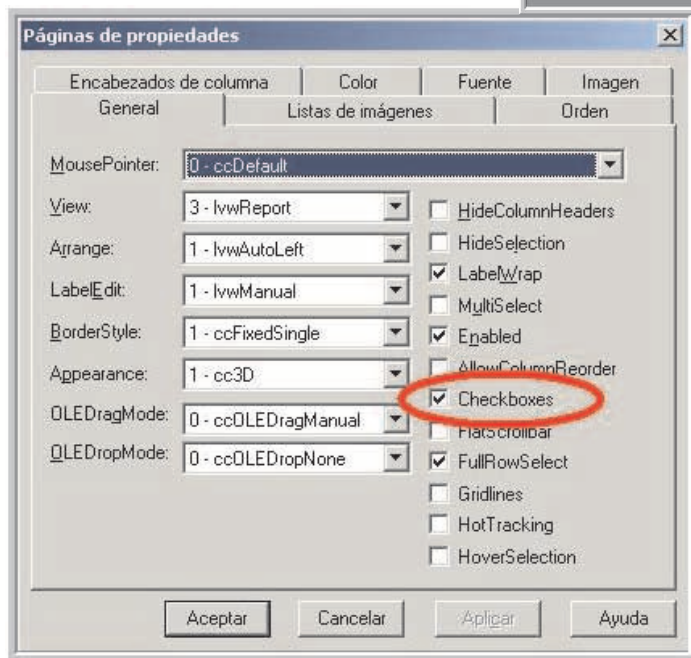 Páginas de propiedades
Encabezados de columna Color Fuente Imagen
General Listas de imágenes Orden
MousePointer: 0 - ccDefault
View: 3 - lvwReport
Arrange: 1 - lvwAutoLeft
LabelEdit: 1 - lvwManual
BorderStyle: 1 - ccFixedSingle
Appearance: 1 - cc3D
OLEDragMode: 0 - ccOLEDragManual
OLEDropMode: 0 - ccOLEDropNone
HideColumnHeaders
HideSelection
LabelWrap
MultiSelect
Enabled
AllowColumnReorder
Checkboxes
FlatScrollbar
FullRowSelect
Gridlines
HotTracking
HoverSelection
Aceptar Cancelar Aplicar Ayuda